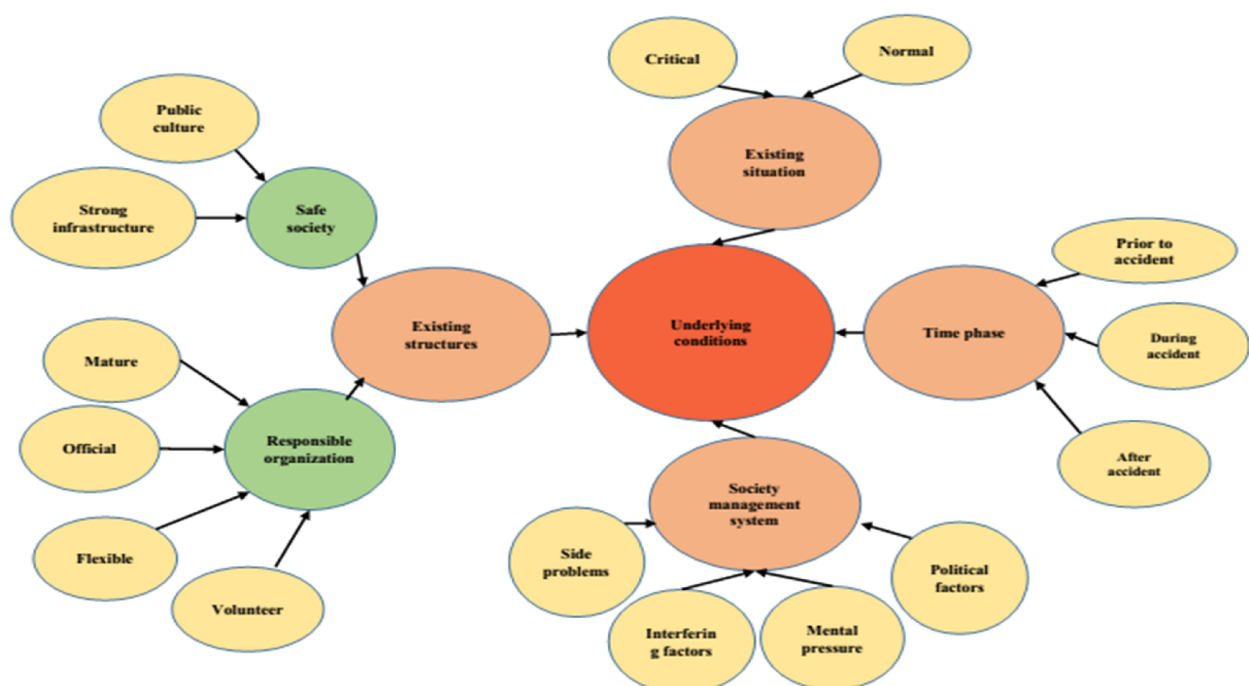 Critical
Normal
Public
culture
Existing
situation
Strong
infrastructure
Safe
society
Prior to
accident
Existing
structures
Underlying
conditions
Time phase
During
accident
Mature
Official
Responsible
organization
After
accident
Society
management
system
Flexible
Side
problems
Political
factors
Volunteer
Interferin
g factors
Mental
pressure